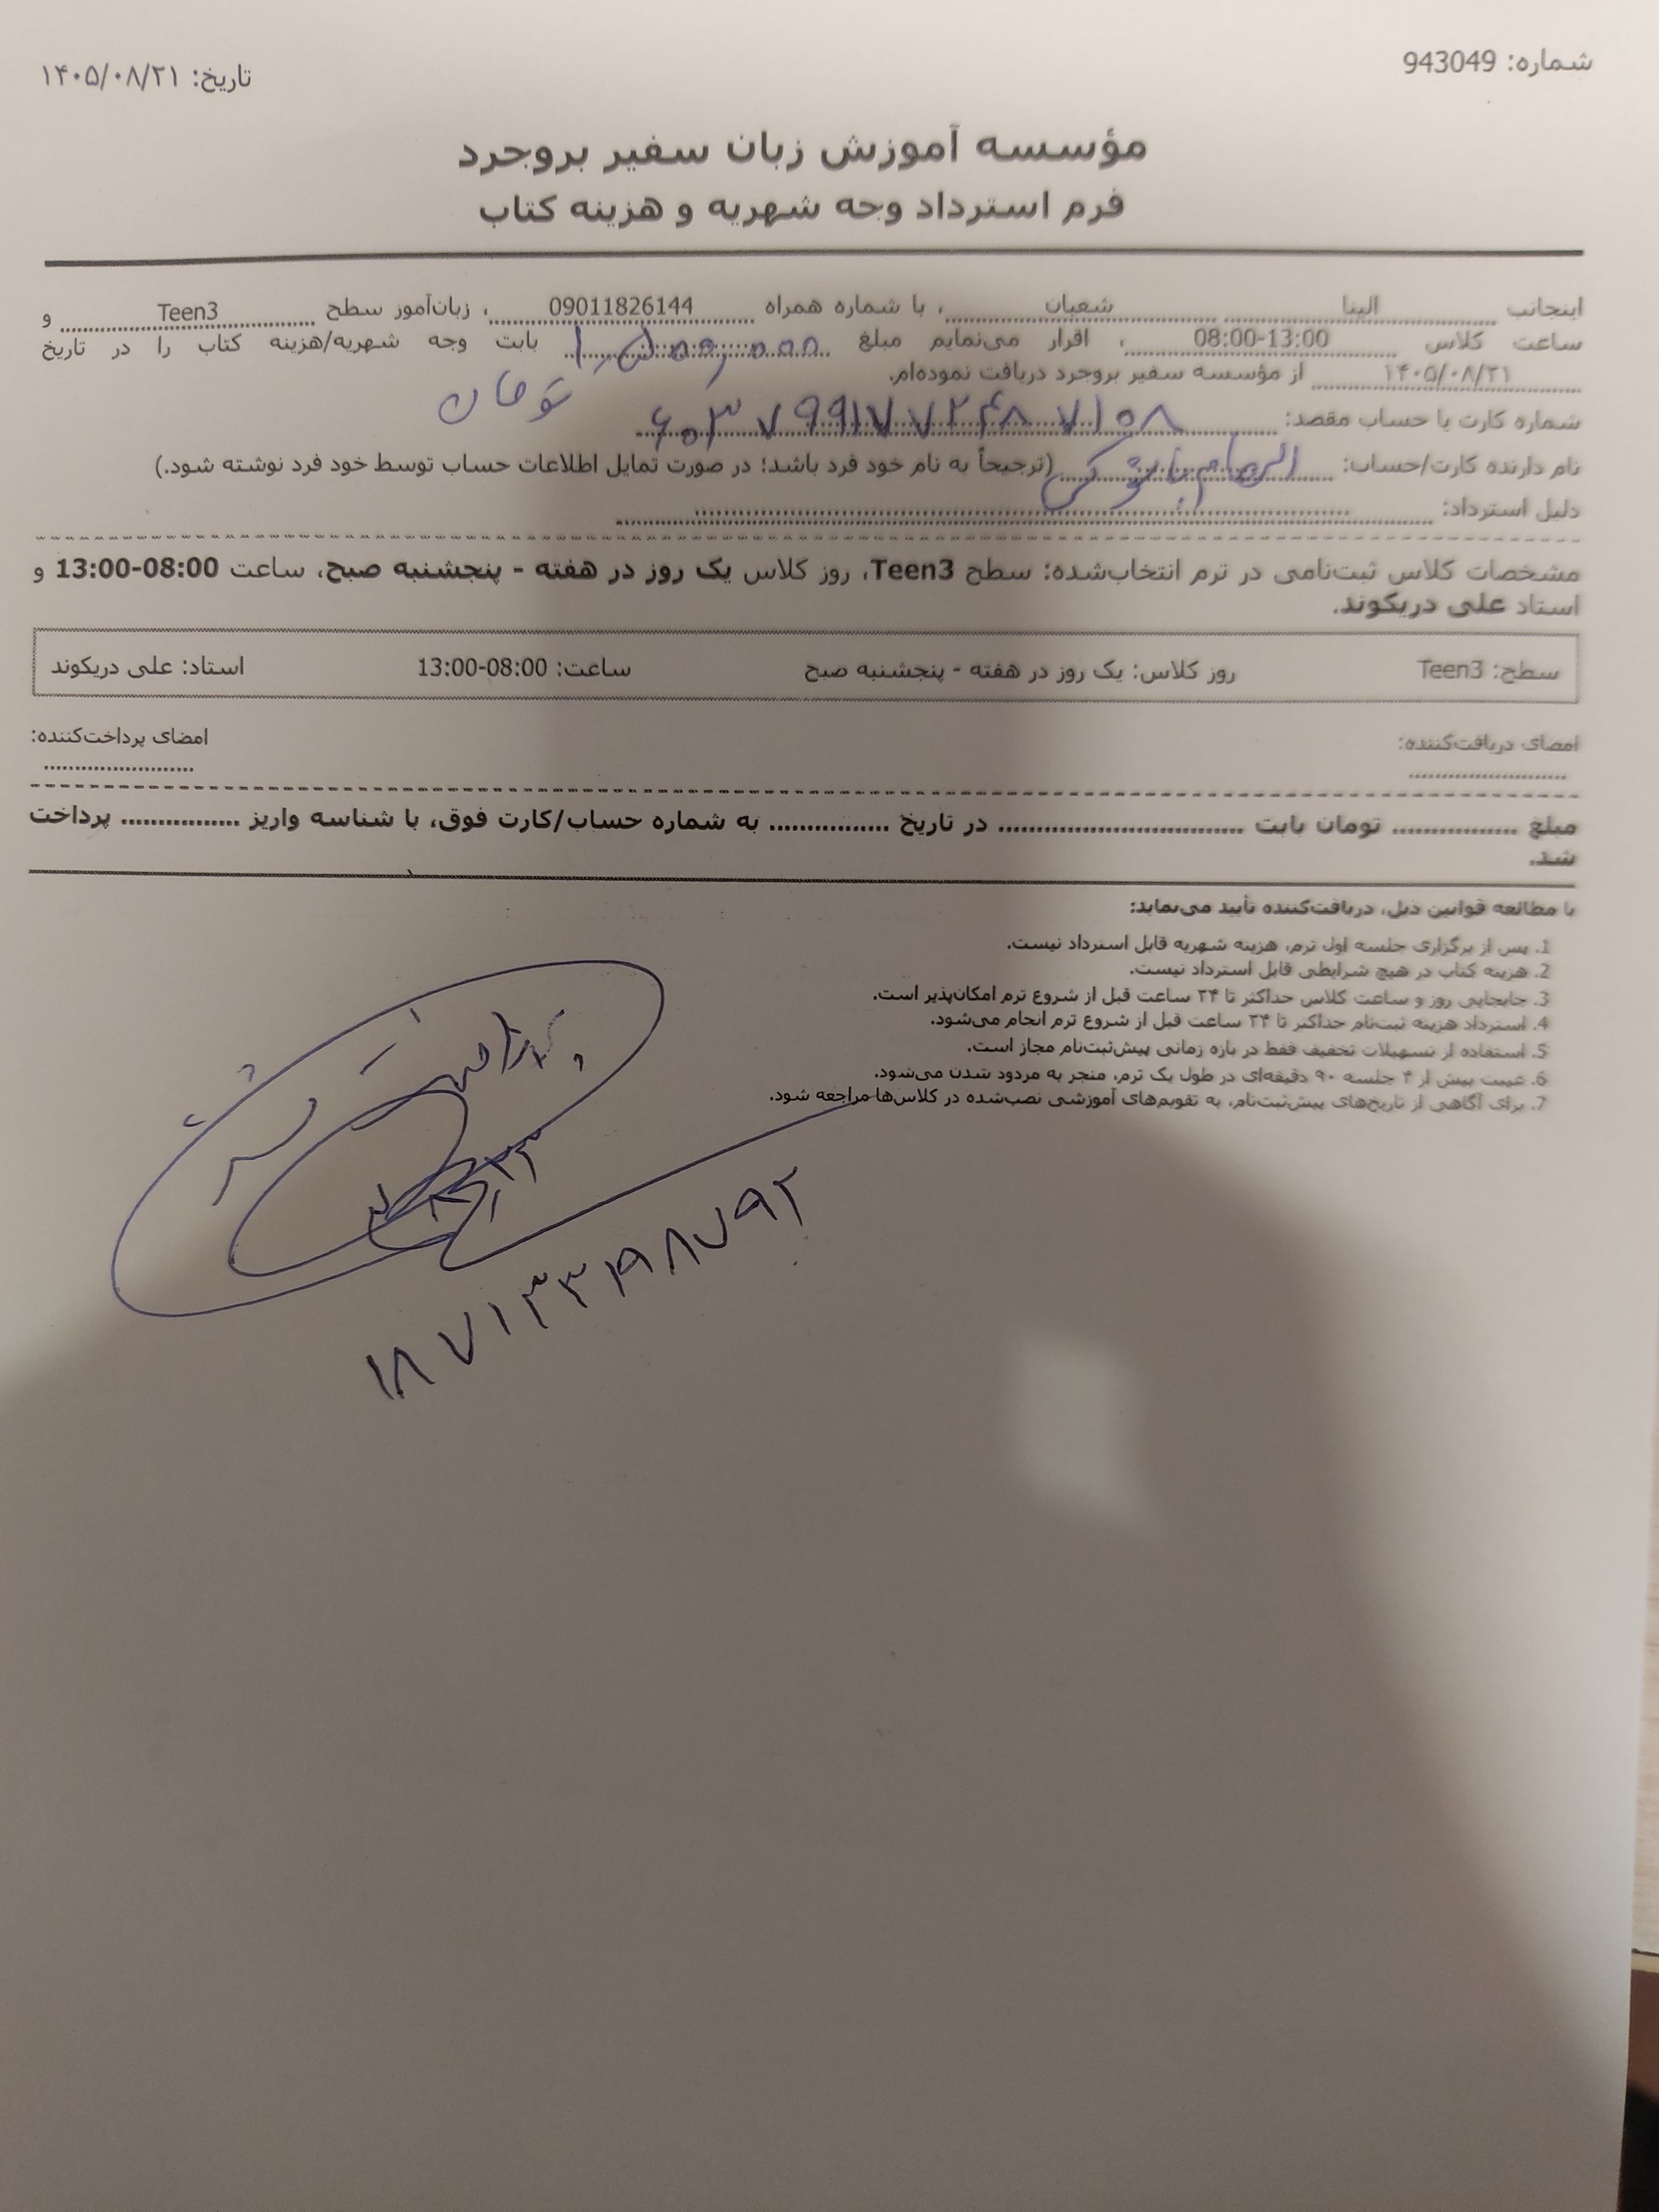 شماره: 943049
تاریخ: ۱۴۰۵/۰۸/۲۱
مؤسسه آموزش زبان سفیر بروجرد
فرم استرداد وجه شهریه و هزینه کتاب
اینجانب الینا شعبان، با شماره همراه 09011826144، زبان‌آموز سطح Teen3 و
ساعت کلاس 08:00-13:00، اقرار می‌نمایم مبلغ ۱,۵۰۰,۰۰۰ بابت وجه شهریه/هزینه کتاب را در تاریخ
۱۴۰۵/۰۸/۲۱ از مؤسسه سفیر بروجرد دریافت نموده‌ام.
تومان
شماره کارت یا حساب مقصد: ۶۰۳۷۹۹۱۷۷۲۴۸۷۱۰۸
نام دارنده کارت/حساب: الهام (ترجیحاً به نام خود فرد باشد؛ در صورت تمایل اطلاعات حساب توسط خود فرد نوشته شود.)
دلیل استرداد:
مشخصات کلاس ثبت‌نامی در ترم انتخاب‌شده: سطح Teen3، روز کلاس یک روز در هفته - پنجشنبه صبح، ساعت 08:00-13:00 و
استاد علی دریکوند.
سطح: Teen3 روز کلاس: یک روز در هفته - پنجشنبه صبح ساعت: 08:00-13:00 استاد: علی دریکوند
امضای دریافت‌کننده: امضای پرداخت‌کننده:
مبلغ ................ تومان بابت ................................ در تاریخ ................ به شماره حساب/کارت فوق، با شناسه واریز ................ پرداخت
شد.
با مطالعه قوانین ذیل، دریافت‌کننده تأیید می‌نماید:
1. پس از برگزاری جلسه اول ترم، هزینه شهریه قابل استرداد نیست.
2. هزینه کتاب در هیچ شرایطی قابل استرداد نیست.
3. جابجایی روز و ساعت کلاس حداکثر تا ۲۴ ساعت قبل از شروع ترم امکان‌پذیر است.
4. استرداد هزینه ثبت‌نام حداکثر تا ۲۴ ساعت قبل از شروع ترم انجام می‌شود.
5. استفاده از تسهیلات تخفیف فقط در بازه زمانی پیش‌ثبت‌نام مجاز است.
6. غیبت بیش از ۴ جلسه ۹۰ دقیقه‌ای در طول یک ترم، منجر به مردود شدن می‌شود.
7. برای آگاهی از تاریخ‌های پیش‌ثبت‌نام، به تقویم‌های آموزشی نصب‌شده در کلاس‌ها مراجعه شود.